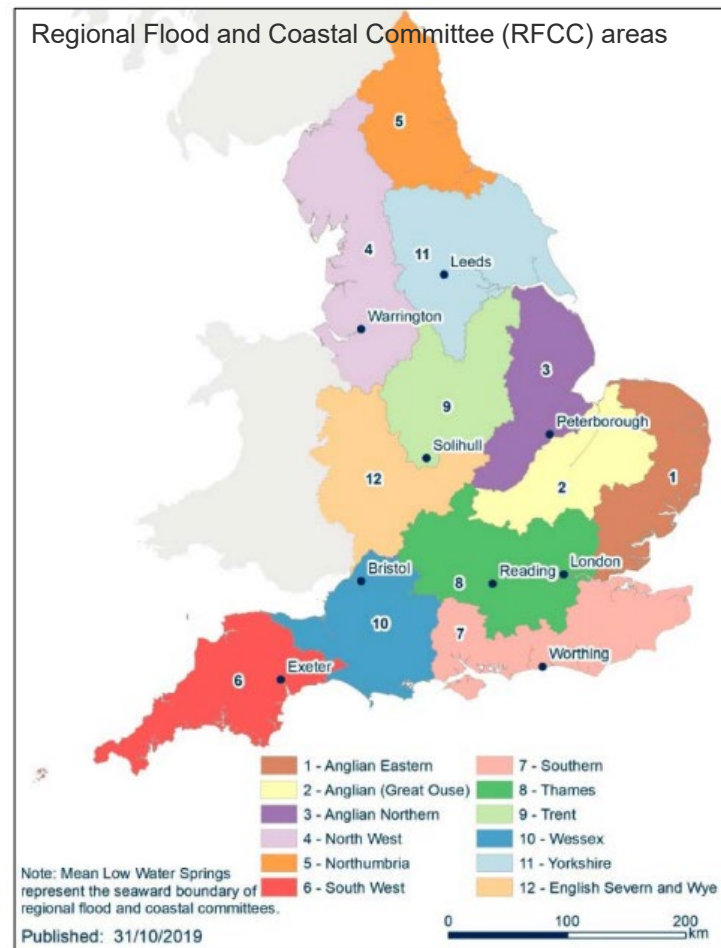 Regional Flood and Coastal Committee (RFCC) areas
5
4
11
Leeds
Warrington
3
9
Peterborough
Solihull
12
2
1
Bristol
Reading
London
8
10
7
Worthing
6
Exeter
1 - Anglian Eastern
2 - Anglian (Great Ouse)
3 - Anglian Northern
4 - North West
5 - Northumbria
6 - South West
7 - Southern
8 - Thames
9 - Trent
10 - Wessex
11 - Yorkshire
12 - English Severn and Wye
Note: Mean Low Water Springs
represent the seaward boundary of
regional flood and coastal committees.
Published: 31/10/2019
0 100 200
km